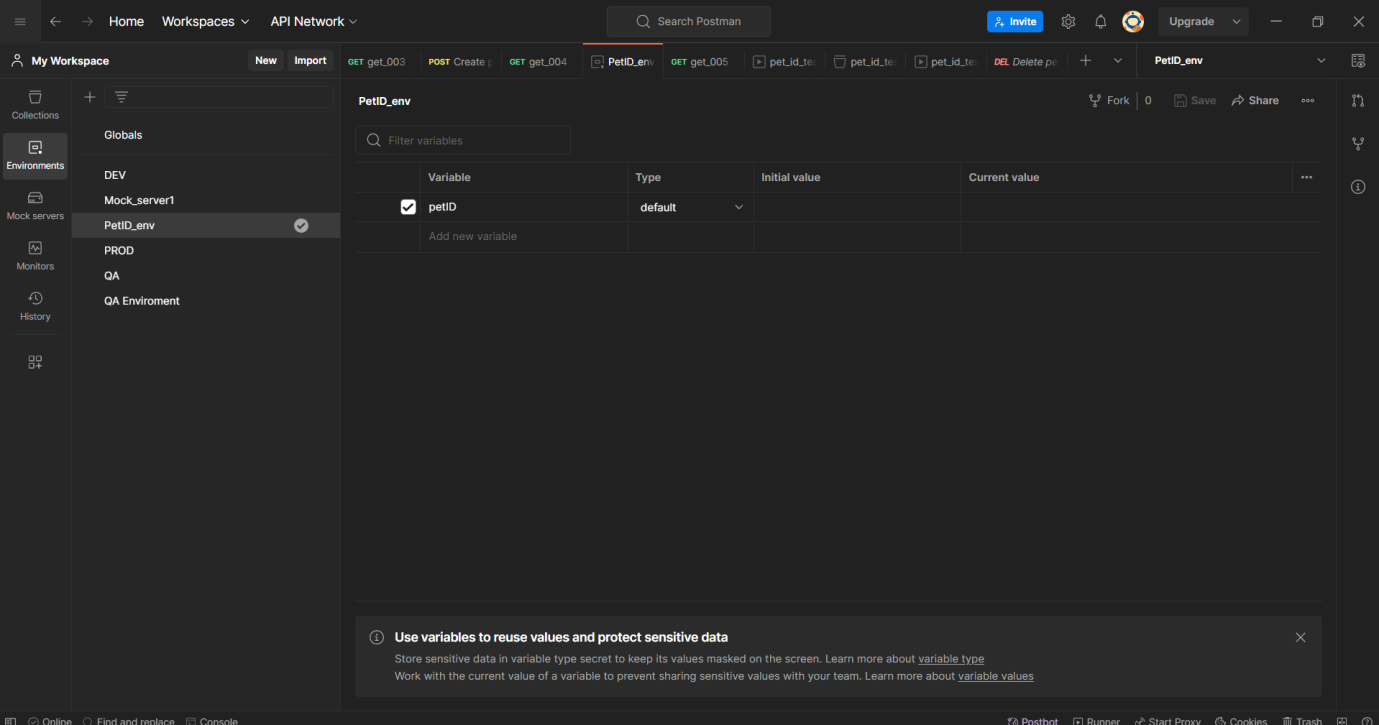 Home Workspaces API Network Search Postman Invite Upgrade
My Workspace New Import GET get_003 POST Create GET get_004 PetID_env GET get_005 pet_id_te pet_id_te pet_id_te DEL Delete pe PetID_env
Collections
Environments
Mock servers
Monitors
History
Globals
DEV
Mock_server1
PetID_env
PROD
QA
QA Enviroment
PetID_env Fork 0 Save Share
Filter variables
Variable Type Initial value Current value
petID default
Add new variable
Use variables to reuse values and protect sensitive data
Store sensitive data in variable type secret to keep its values masked on the screen. Learn more about variable type
Work with the current value of a variable to prevent sharing sensitive values with your team. Learn more about variable values
Online Find and replace Console Postbot Runner Start Proxy Cookies Trash